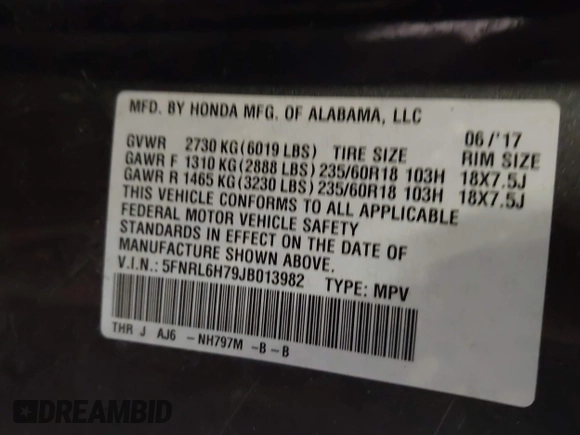 MFD. BY HONDA MFG. OF ALABAMA, LLC
06/'17
GVWR 2730 KG(6019 LBS) TIRE SIZE RIM SIZE
GAWR F 1310 KG(2888 LBS)235/60R18 103H 18X7.5J
GAWR R 1465 KG(3230 LBS)235/60R18 103H 18X7.5J
THIS VEHICLE CONFORMS TO ALL APPLICABLE
FEDERAL MOTOR VEHICLE SAFETY
STANDARDS IN EFFECT ON THE DATE OF
MANUFACTURE SHOWN ABOVE.
V.I.N.: 5FNRL6H79JB013982 TYPE: MPV
THR J AJ6 - NH797M -B-B
DREAMBID